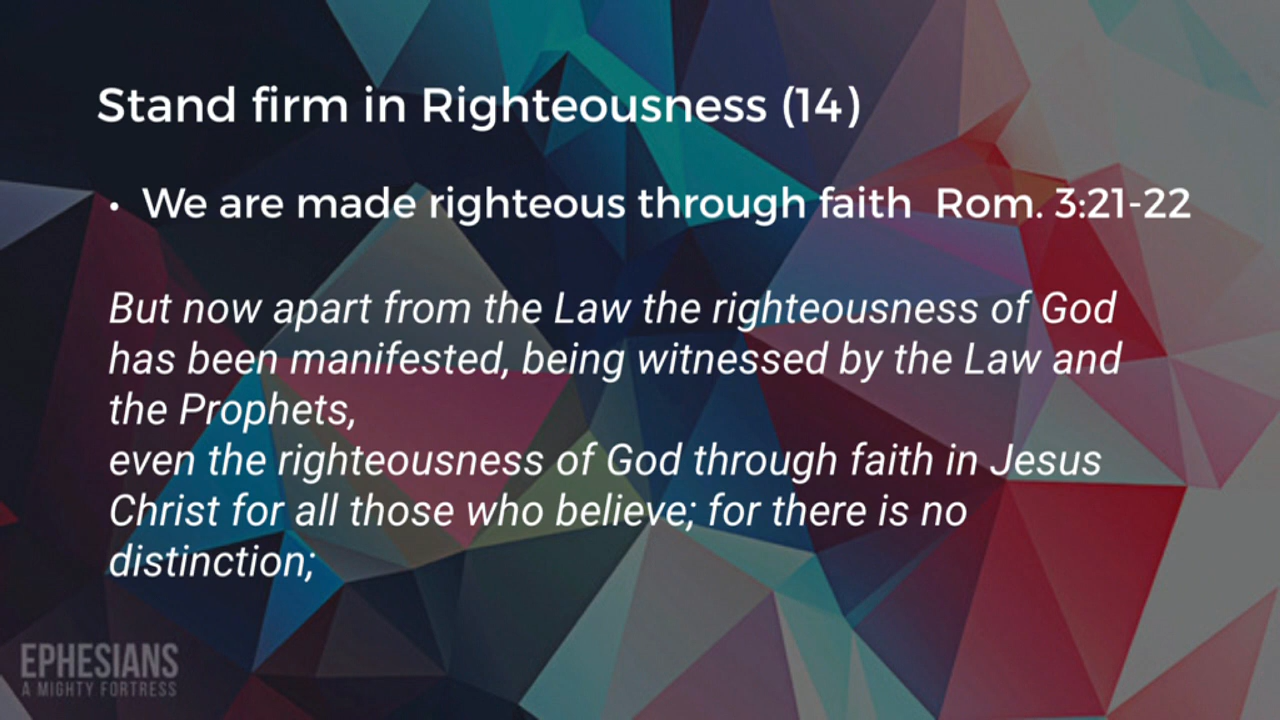 Stand firm in Righteousness (14)
• We are made righteous through faith  Rom. 3:21-22
But now apart from the Law the righteousness of God
has been manifested, being witnessed by the Law and
the Prophets,
even the righteousness of God through faith in Jesus
Christ for all those who believe; for there is no
distinction;
EPHESIANS
A MIGHTY FORTRESS